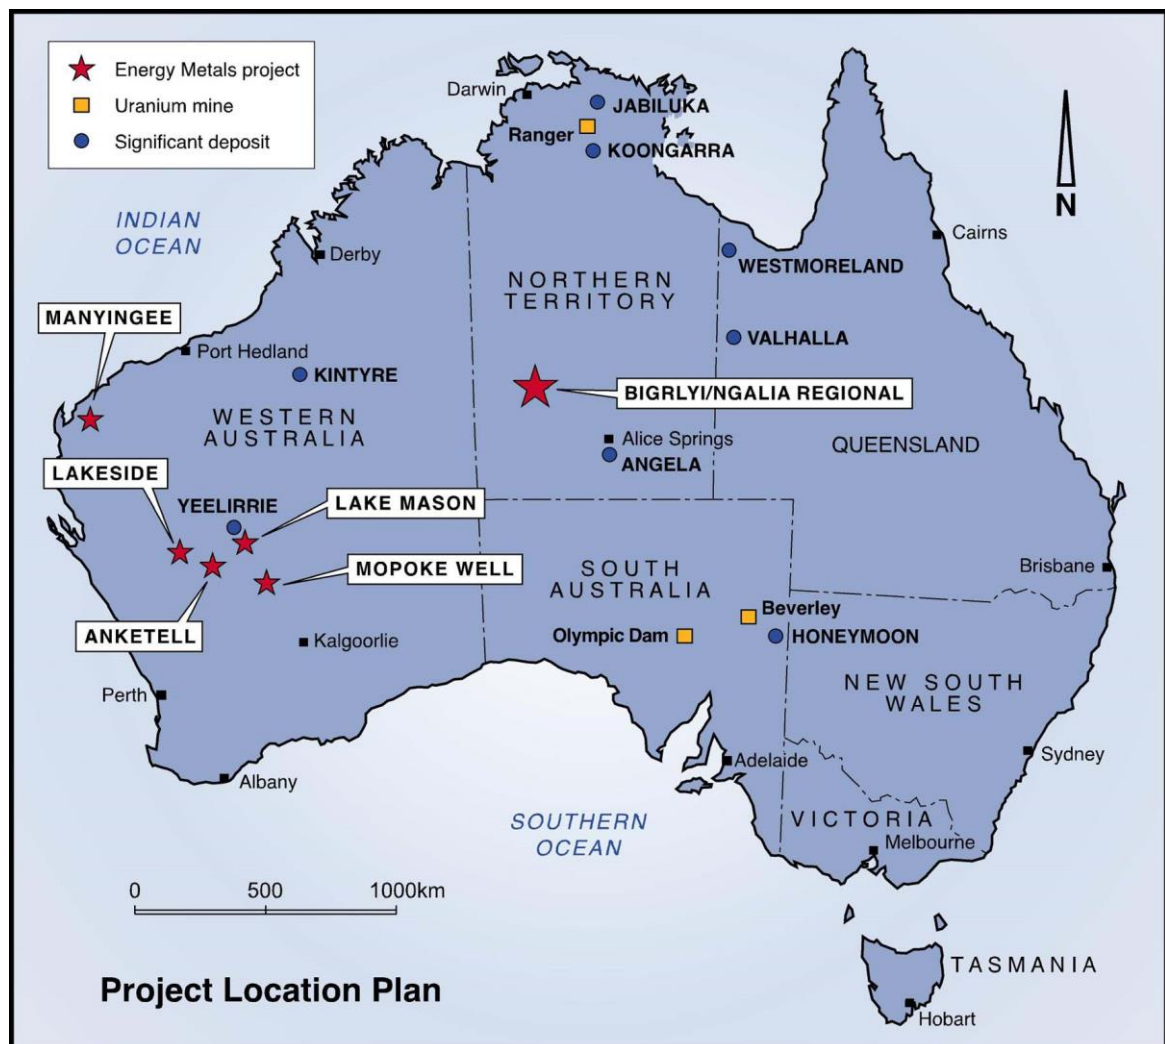 Energy Metals project
Uranium mine
Significant deposit
Darwin
JABILUKA
Ranger
KOONGARRA
N
INDIAN
OCEAN
Derby
Cairns
WESTMORELAND
NORTHERN
TERRITORY
MANYINGEE
Port Hedland
VALHALLA
KINTYRE
BIGRLYI/NGALIA REGIONAL
WESTERN
AUSTRALIA
Alice Springs
ANGELA
QUEENSLAND
LAKESIDE
YEELIRRIE
LAKE MASON
MOPOKE WELL
SOUTH
AUSTRALIA
Brisbane
ANKETELL
Kalgoorlie
Beverley
Olympic Dam
HONEYMOON
Perth
NEW SOUTH
WALES
Sydney
Adelaide
Albany
SOUTHERN
OCEAN
VICTORIA
Melbourne
0 500 1000km
TASMANIA
Project Location Plan
Hobart